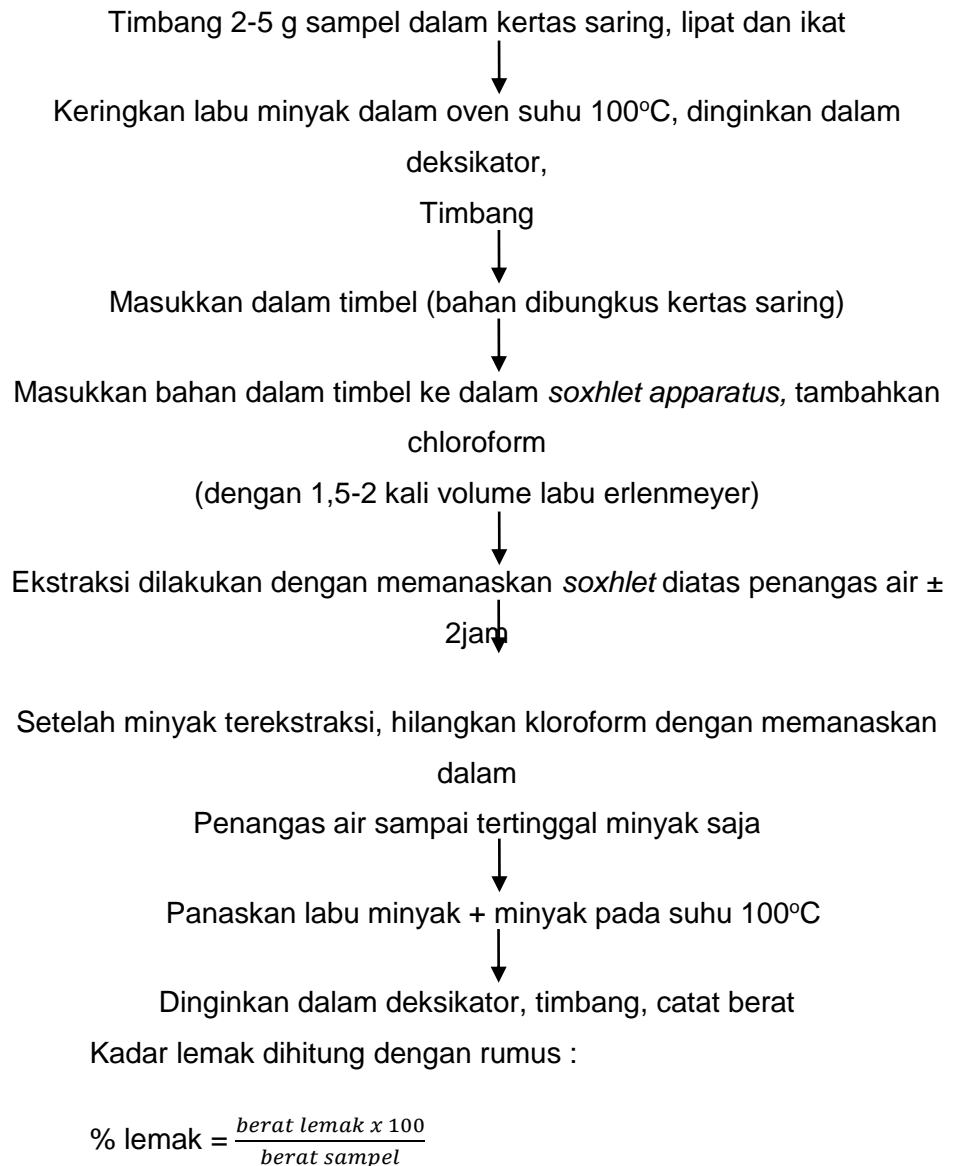 Timbang 2-5 g sampel dalam kertas saring, lipat dan ikat
Keringkan labu minyak dalam oven suhu 100°C, dinginkan dalam
deksikator,
Timbang
Masukkan dalam timbel (bahan dibungkus kertas saring)
Masukkan bahan dalam timbel ke dalam soxhlet apparatus, tambahkan
chloroform
(dengan 1,5-2 kali volume labu erlenmeyer)
Ekstraksi dilakukan dengan memanaskan soxhlet diatas penangas air ±
2jam
Setelah minyak terekstraksi, hilangkan kloroform dengan memanaskan
dalam
Penangas air sampai tertinggal minyak saja
Panaskan labu minyak + minyak pada suhu 100°C
Dinginkan dalam deksikator, timbang, catat berat
Kadar lemak dihitung dengan rumus :
% lemak = berat lemak x 100
berat sampel